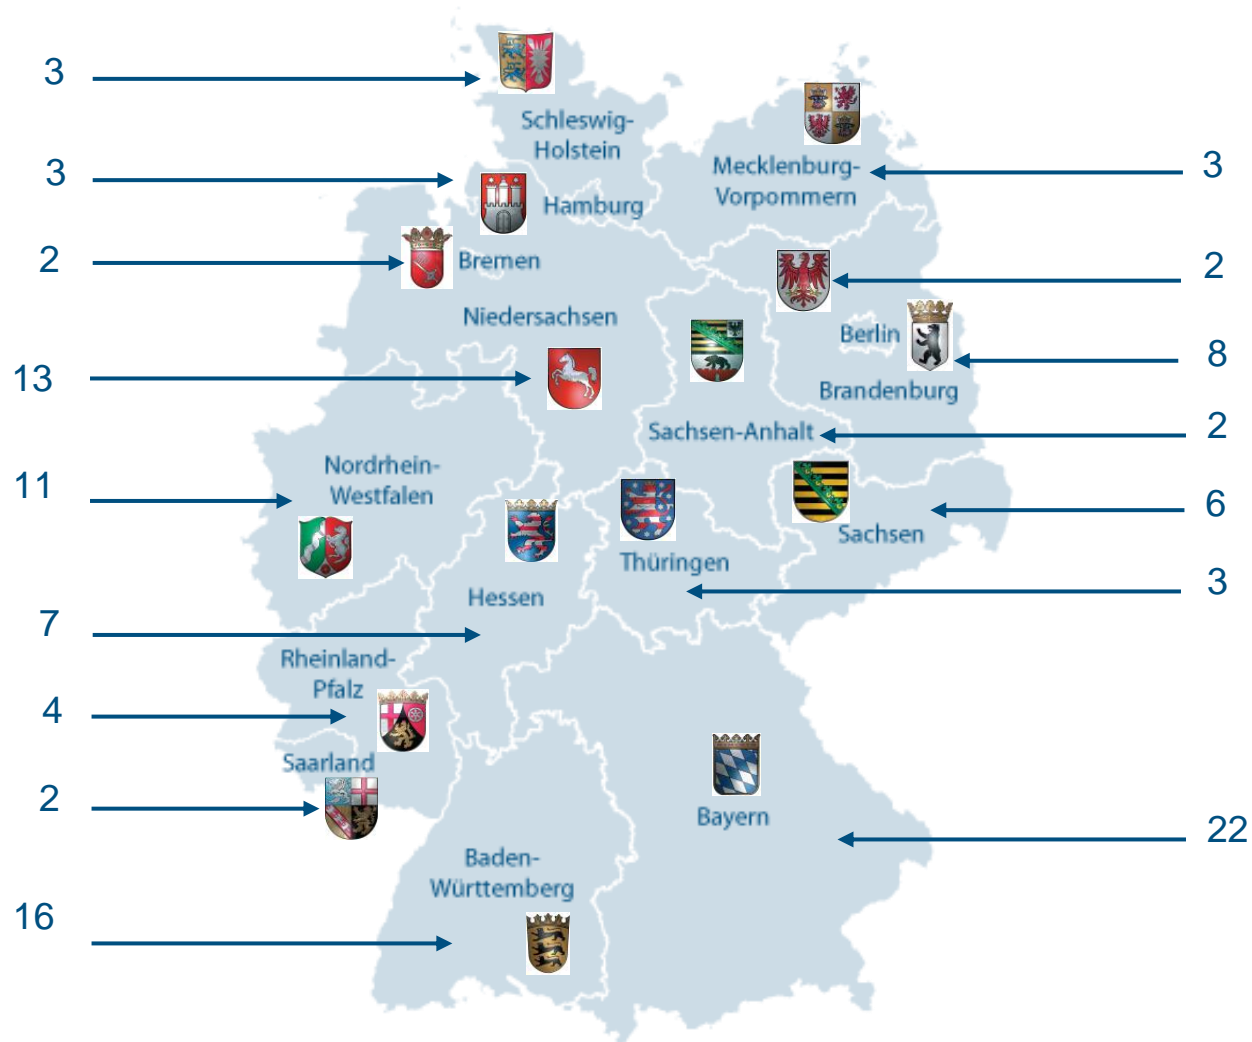 3
Schleswig-
Holstein
3
Mecklenburg-
Vorpommern
3
Hamburg
2
Bremen
2
Niedersachsen
Berlin
8
13
Brandenburg
Sachsen-Anhalt
2
Nordrhein-
Westfalen
11
6
Sachsen
Thüringen
3
Hessen
7
Rheinland-
Pfalz
4
Saarland
2
Bayern
22
Baden-
Württemberg
16